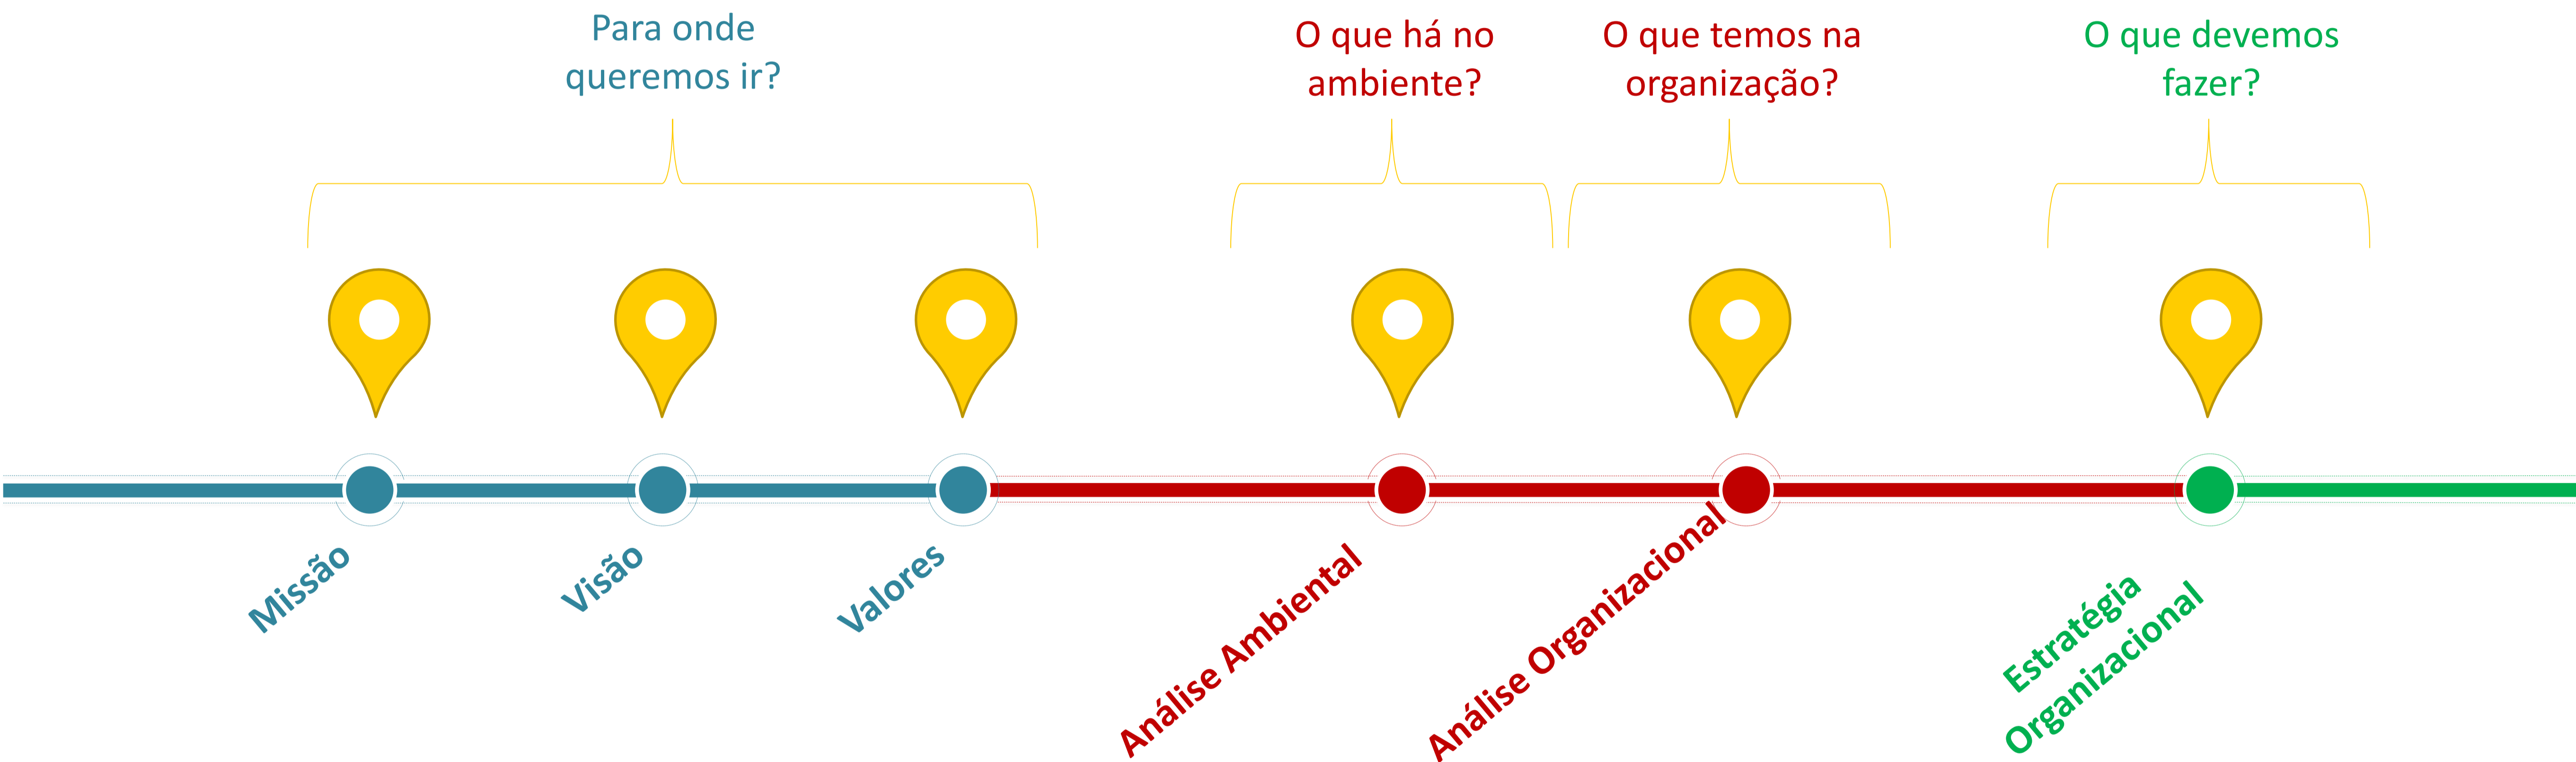 Para onde
queremos ir?
O que há no
ambiente?
O que temos na
organização?
O que devemos
fazer?
Missão
Visão
Valores
Análise Ambiental
Análise Organizacional
Estratégia
Organizacional